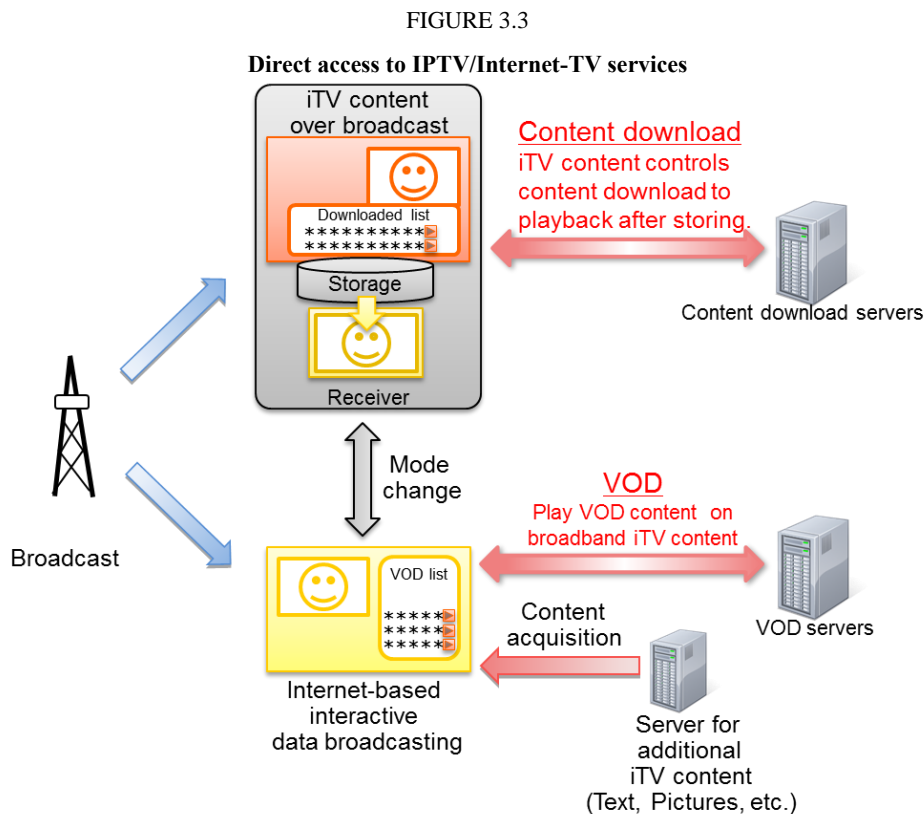 FIGURE 3.3
Direct access to IPTV/Internet-TV services
iTV content
over broadcast
Downloaded list
**********
**********
Storage
Receiver
Content download
iTV content controls
content download to
playback after storing.
Content download servers
Broadcast
Mode
change
VOD
Play VOD content on
broadband iTV content
VOD list
*****
*****
*****
VOD servers
Content
acquisition
Internet-based
interactive
data broadcasting
Server for
additional
iTV content
(Text, Pictures, etc.)